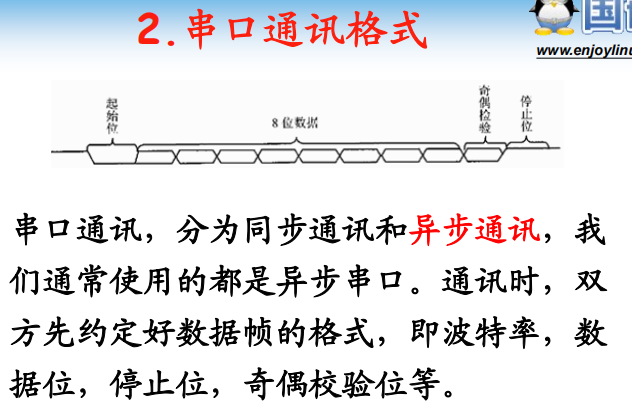 2.串口通讯格式
www.enjoylinu
起始位
8位数据
奇偶检验
停止位
串口通讯，分为同步通讯和异步通讯，我
们通常使用的都是异步串口。通讯时，双
方先约定好数据帧的格式，即波特率，数
据位，停止位，奇偶校验位等。